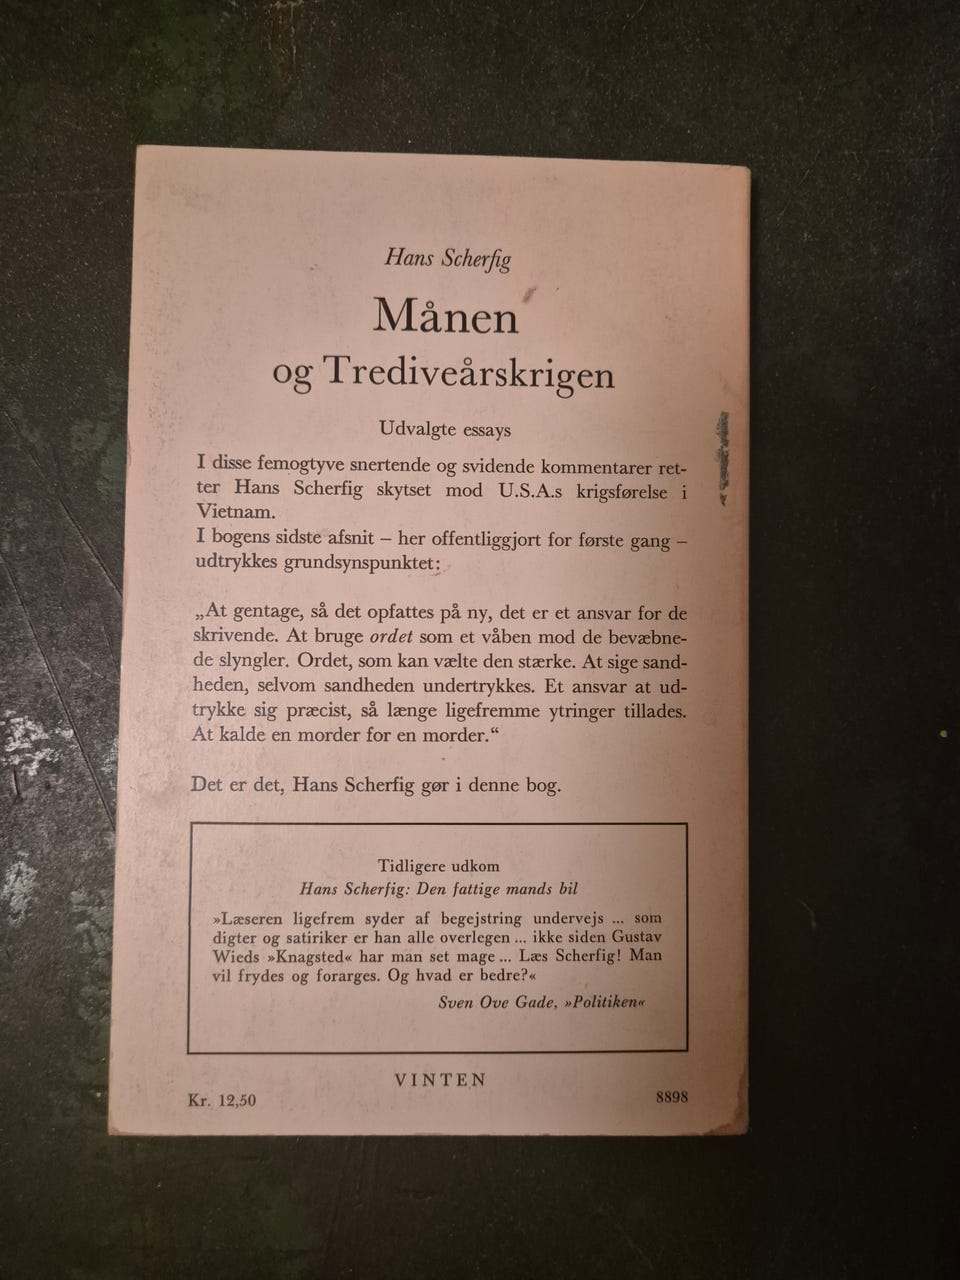 Hans Scherfig
Månen
og Trediveårskrigen
Udvalgte essays
I disse femogtyve snertende og svidende kommentarer ret-
ter Hans Scherfig skytset mod U.S.A.s krigsførelse i
Vietnam.
I bogens sidste afsnit – her offentliggjort for første gang –
udtrykkes grundsynspunktet:
„At gentage, så det opfattes på ny, det er et ansvar for de
skrivende. At bruge ordet som et våben mod de bevæbne-
de slyngler. Ordet, som kan vælte den stærke. At sige sand-
heden, selvom sandheden undertrykkes. Et ansvar at ud-
trykke sig præcist, så længe ligefremme ytringer tillades.
At kalde en morder for en morder.“
Det er det, Hans Scherfig gør i denne bog.
Tidligere udkom
Hans Scherfig: Den fattige mands bil
»Læseren ligefrem syder af begejstring undervejs ... som
digter og satiriker er han alle overlegen ... ikke siden Gustav
Wieds »Knagsted« har man set mage ... Læs Scherfig! Man
vil frydes og forarges. Og hvad er bedre?«
Sven Ove Gade, »Politiken«
VINTEN
Kr. 12,50
8898